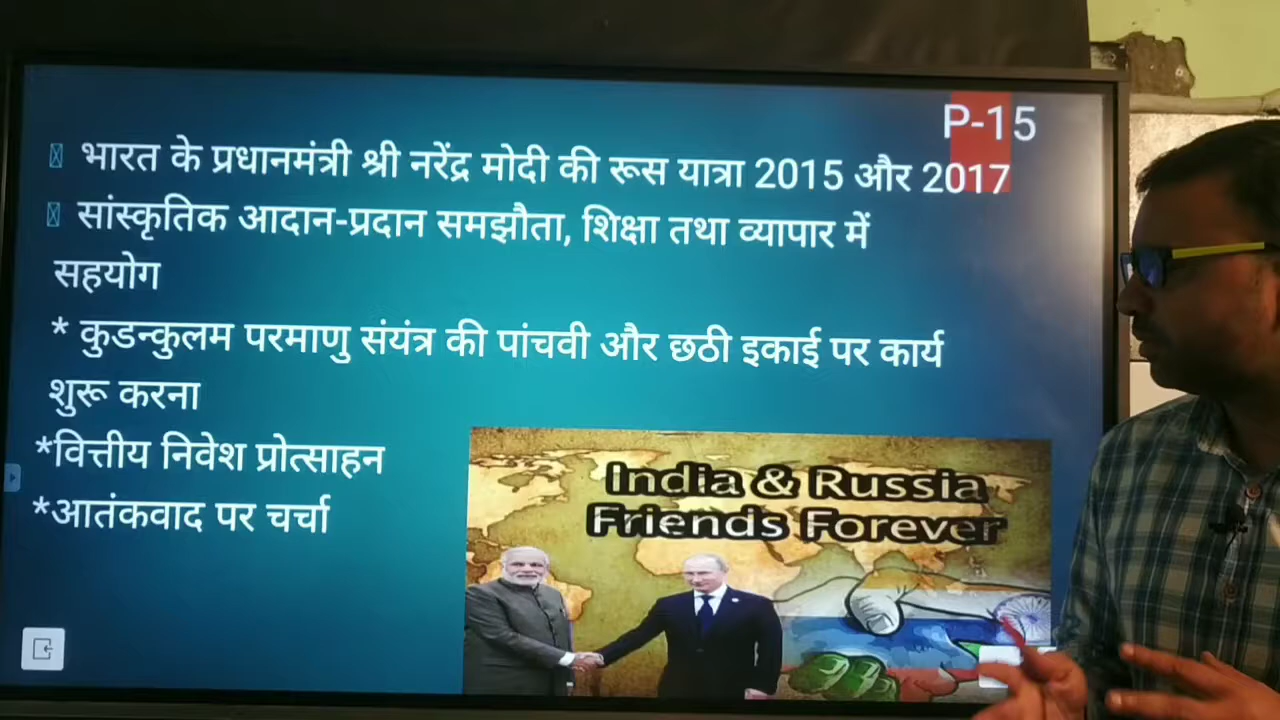 P-15
भारत के प्रधानमंत्री श्री नरेंद्र मोदी की रूस यात्रा 2015 और 2017
सांस्कृतिक आदान-प्रदान समझौता, शिक्षा तथा व्यापार में
सहयोग
* कुडन्कुलम परमाणु संयंत्र की पांचवी और छठी इकाई पर कार्य
शुरू करना
*वित्तीय निवेश प्रोत्साहन
*आतंकवाद पर चर्चा
India & Russia
Friends Forever